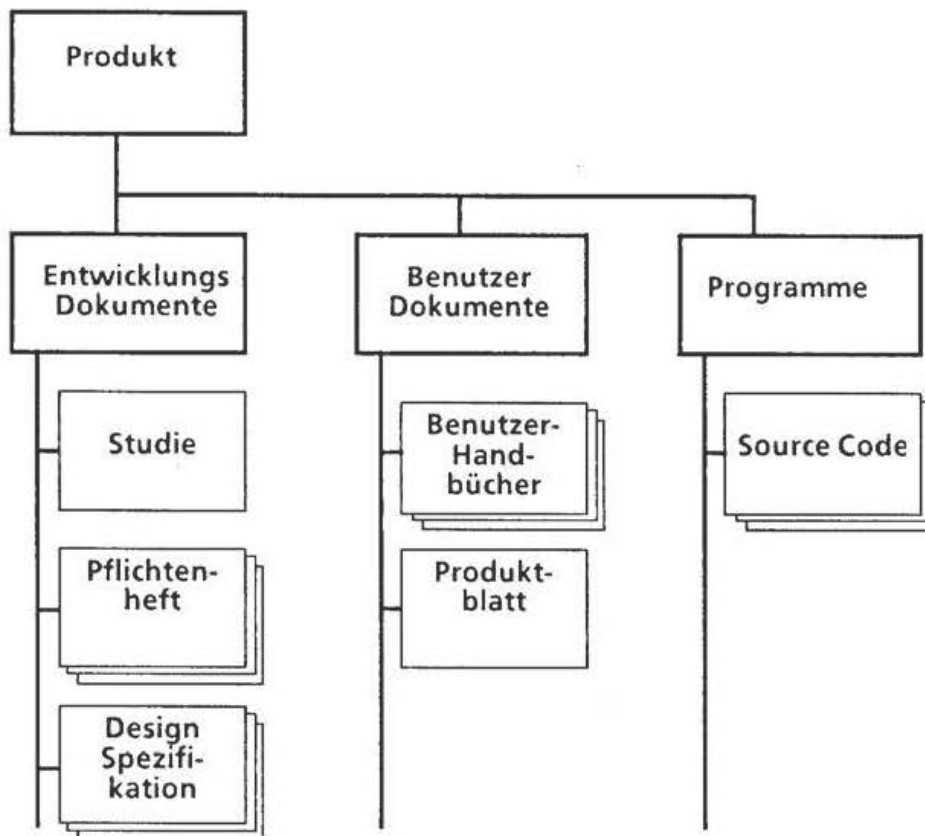 Produkt
Entwicklungs
Dokumente
Benutzer
Dokumente
Programme
Studie
Benutzer-
Hand-
bücher
Source Code
Pflichten-
heft
Produkt-
blatt
Design
Spezifi-
kation